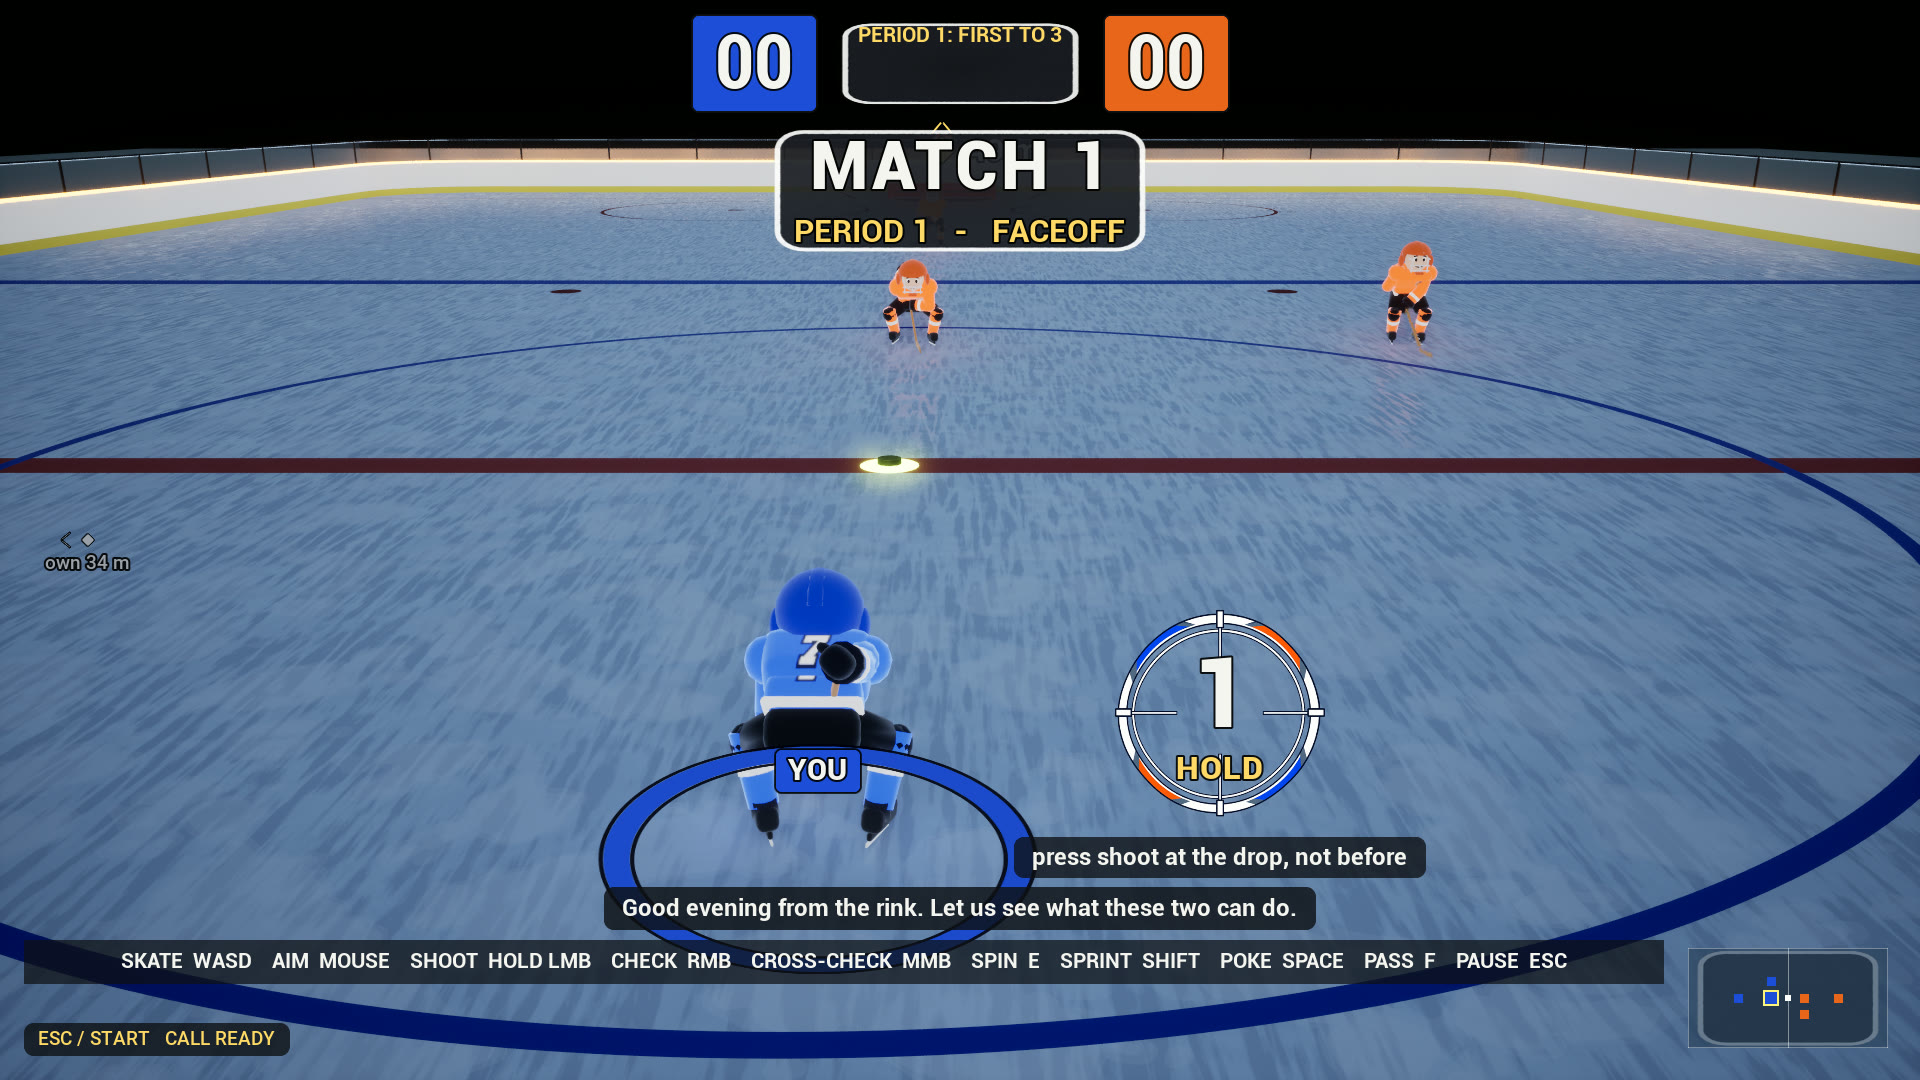 00
PERIOD 1: FIRST TO 3
00
MATCH 1
PERIOD 1 - FACEOFF
own 34 m
7
1
HOLD
YOU
press shoot at the drop, not before
Good evening from the rink. Let us see what these two can do.
SKATE WASD AIM MOUSE SHOOT HOLD LMB CHECK RMB CROSS-CHECK MMB SPIN E SPRINT SHIFT POKE SPACE PASS F PAUSE ESC
ESC / START CALL READY